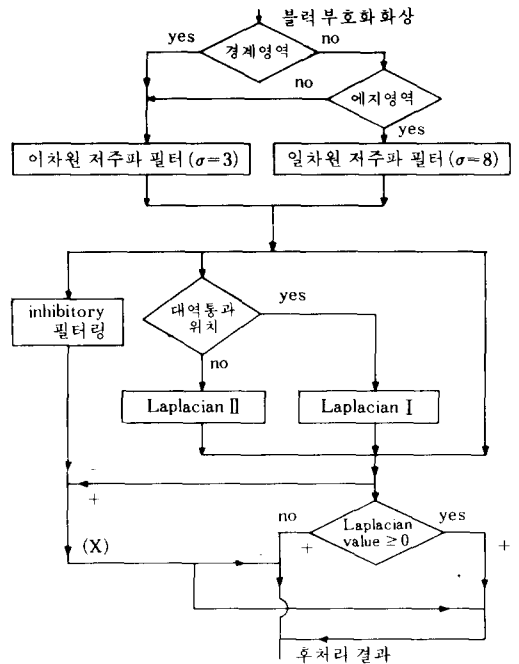 블럭 부호화 화상
yes
경계영역
no
no
에지영역
yes
이차원 저주파 필터 (σ=3)
일차원 저주파 필터 (σ=8)
inhibitory
필터링
대역통과
위치
yes
no
Laplacian Ⅱ
Laplacian Ⅰ
-
+
no
Laplacian
value ≥0
yes
+
+
(X)
-
후처리 결과